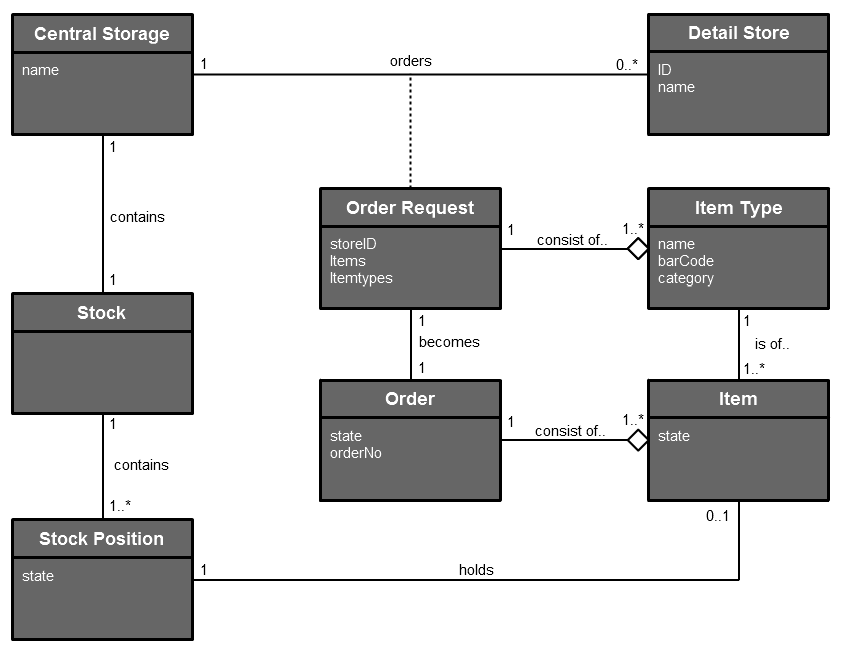 Central Storage
name
1
orders
0..*
Detail Store
ID
name
1
contains
1
Order Request
storeID
Items
Itemtypes
1
consist of..
1..*
Item Type
name
barCode
category
Stock
1
becomes
1
1
is of..
1..*
Order
state
orderNo
1
consist of..
1..*
Item
state
1
contains
1..*
0..1
Stock Position
state
1
holds